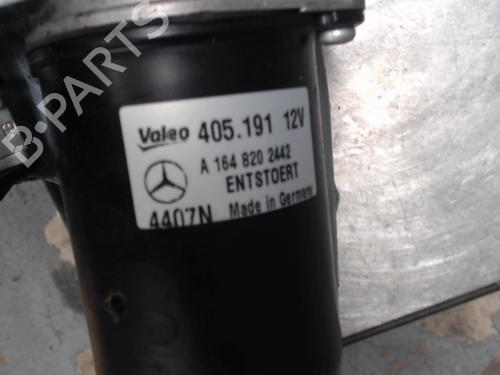 Valeo 405.191 12V
A 164 820 2442
ENTSTOERT
4407N Made in Germany
B-PARTS